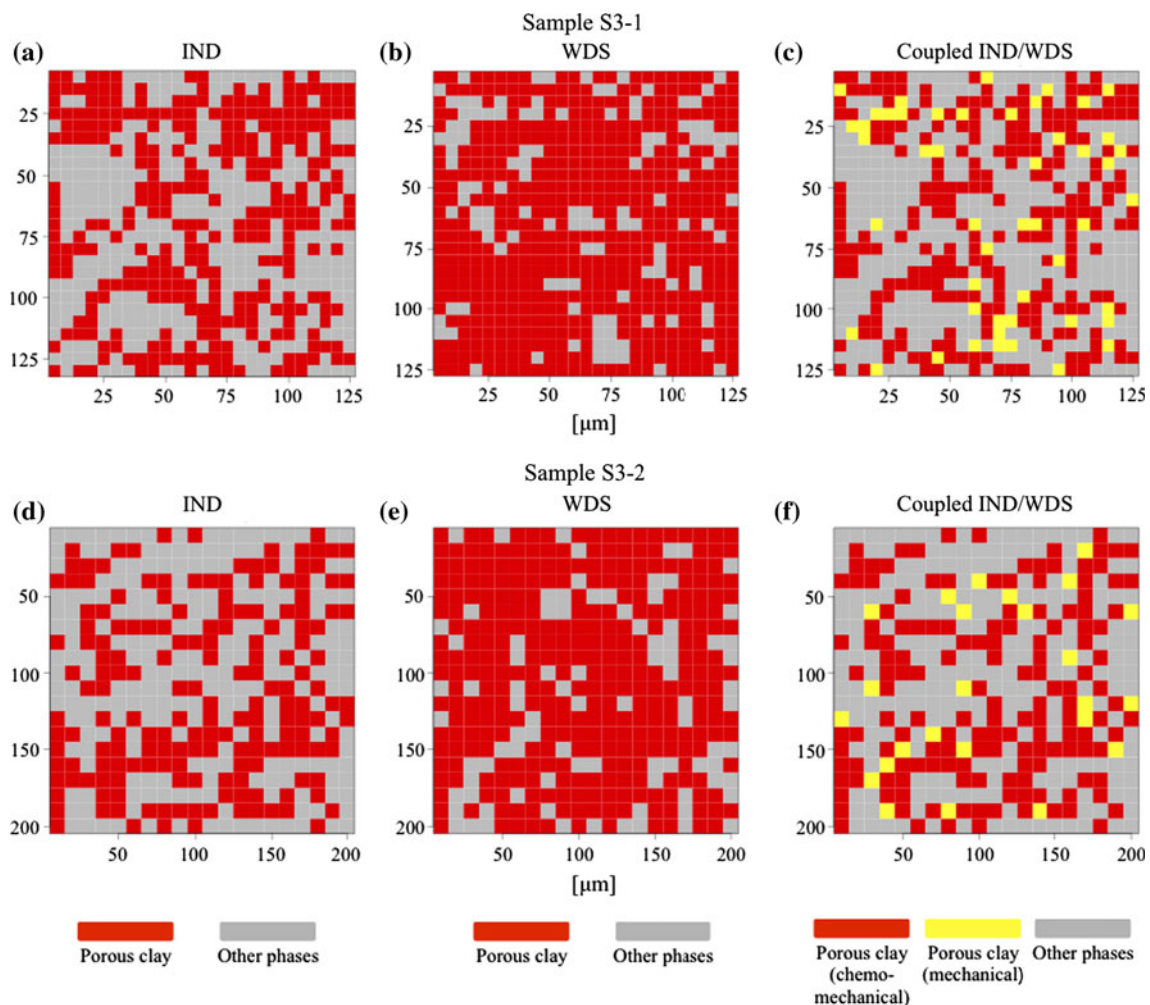 Sample S3-1
(a) IND (b) WDS (c) Coupled IND/WDS
25 25 25
50 50 50
75 75 75
100 100 100
125 125 125
25 50 75 100 125 25 50 75 100 125 25 50 75 100 125
[µm]
Sample S3-2
(d) IND (e) WDS (f) Coupled IND/WDS
50 50 50
100 100 100
150 150 150
200 200 200
50 100 150 200 50 100 150 200 50 100 150 200
[µm]
Porous clay Other phases Porous clay Other phases Porous clay Porous clay Other phases
(chemo- (mechanical)
mechanical)